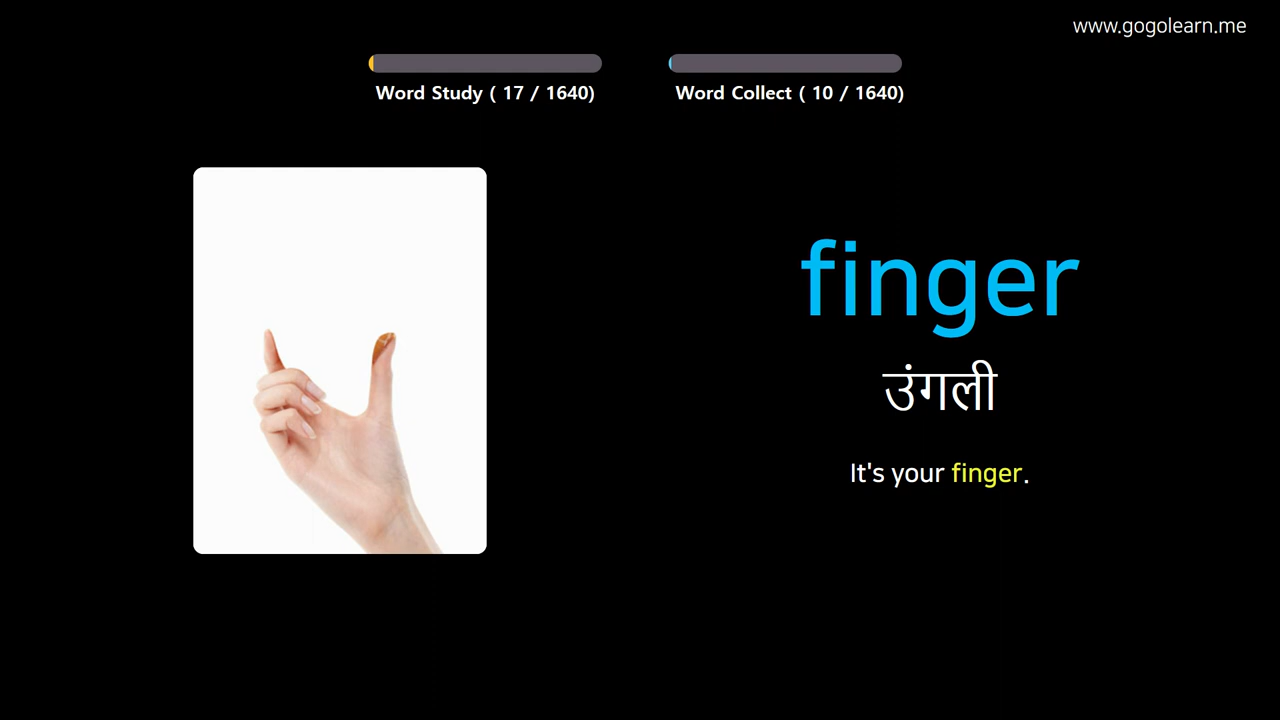 www.gogolearn.me
Word Study ( 17 / 1640)
Word Collect ( 10 / 1640)
finger
उंगली
It's your finger.